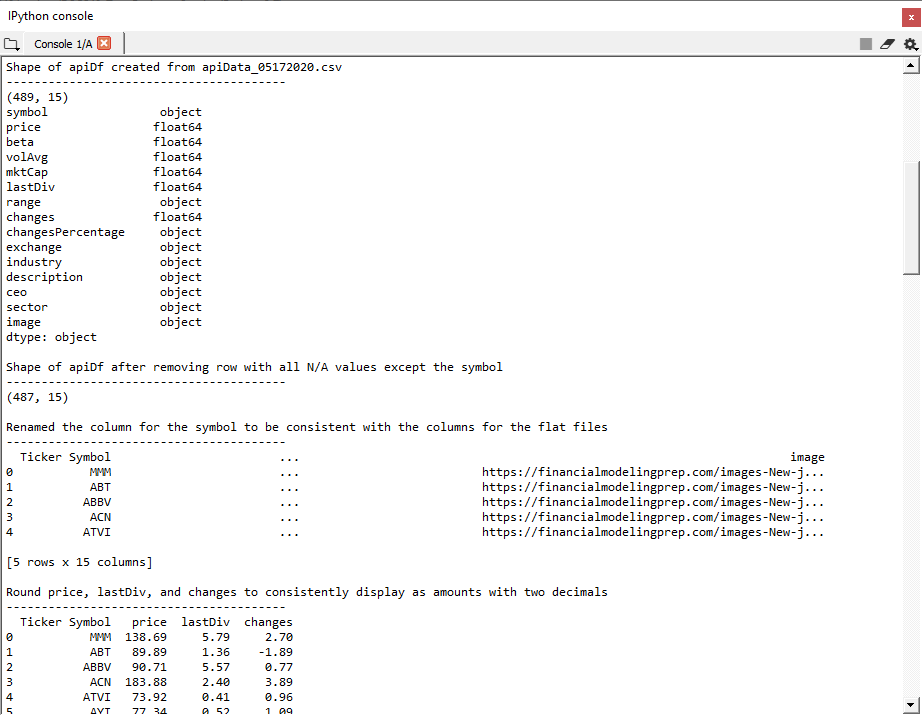 IPython console
x
Console 1/A
Shape of apiDf created from apiData_05172020.csv
----------------------------------------
(489, 15)
symbol object
price float64
beta float64
volAvg float64
mktCap float64
lastDiv float64
range object
changes float64
changesPercentage object
exchange object
industry object
description object
ceo object
sector object
image object
dtype: object
Shape of apiDf after removing row with all N/A values except the symbol
----------------------------------------
(487, 15)
Renamed the column for the symbol to be consistent with the columns for the flat files
----------------------------------------
Ticker Symbol ... image
0 MMM ... https://financialmodelingprep.com/images-New-j...
1 ABT ... https://financialmodelingprep.com/images-New-j...
2 ABBV ... https://financialmodelingprep.com/images-New-j...
3 ACN ... https://financialmodelingprep.com/images-New-j...
4 ATVI ... https://financialmodelingprep.com/images-New-j...
[5 rows x 15 columns]
Round price, lastDiv, and changes to consistently display as amounts with two decimals
----------------------------------------
Ticker Symbol price lastDiv changes
0 MMM 138.69 5.79 2.70
1 ABT 89.89 1.36 -1.89
2 ABBV 90.71 5.57 0.77
3 ACN 183.88 2.40 3.89
4 ATVI 73.92 0.41 0.96
5 AYI 77.34 0.52 1.09